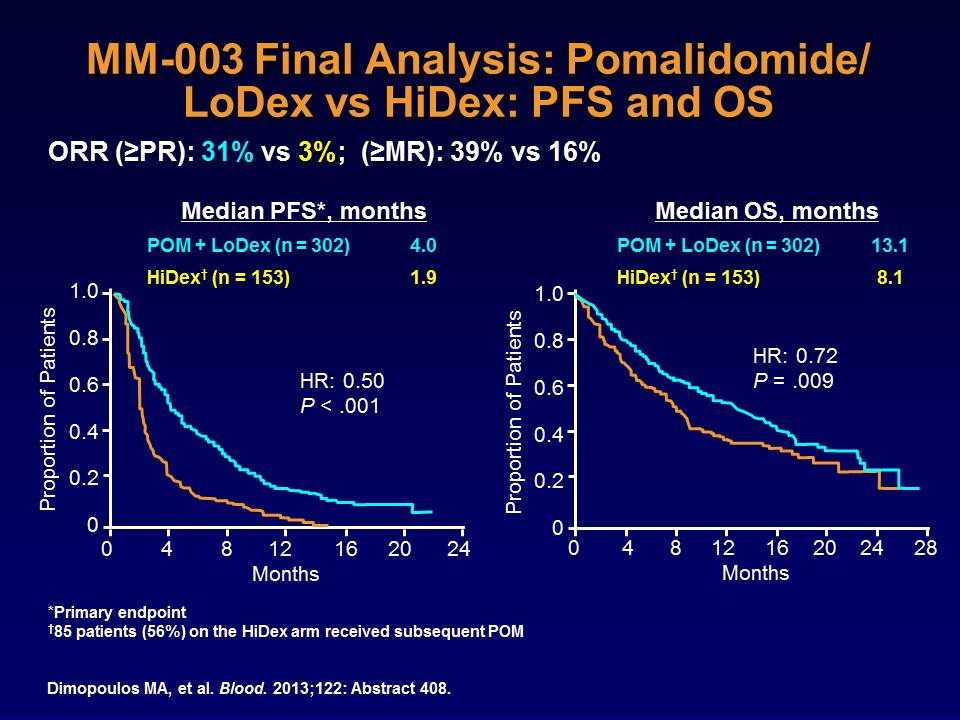 MM-003 Final Analysis: Pomalidomide/
LoDex vs HiDex: PFS and OS
ORR (≥PR): 31% vs 3%; (≥MR): 39% vs 16%
Median PFS*, months
POM + LoDex (n = 302) 4.0
HiDex† (n = 153) 1.9
Proportion of Patients
1.0
0.8
0.6
0.4
0.2
0
HR: 0.50
P < .001
0 4 8 12 16 20 24
Months
Median OS, months
POM + LoDex (n = 302) 13.1
HiDex† (n = 153) 8.1
Proportion of Patients
1.0
0.8
0.6
0.4
0.2
0
HR: 0.72
P = .009
0 4 8 12 16 20 24 28
Months
*Primary endpoint
†85 patients (56%) on the HiDex arm received subsequent POM
Dimopoulos MA, et al. Blood. 2013;122: Abstract 408.